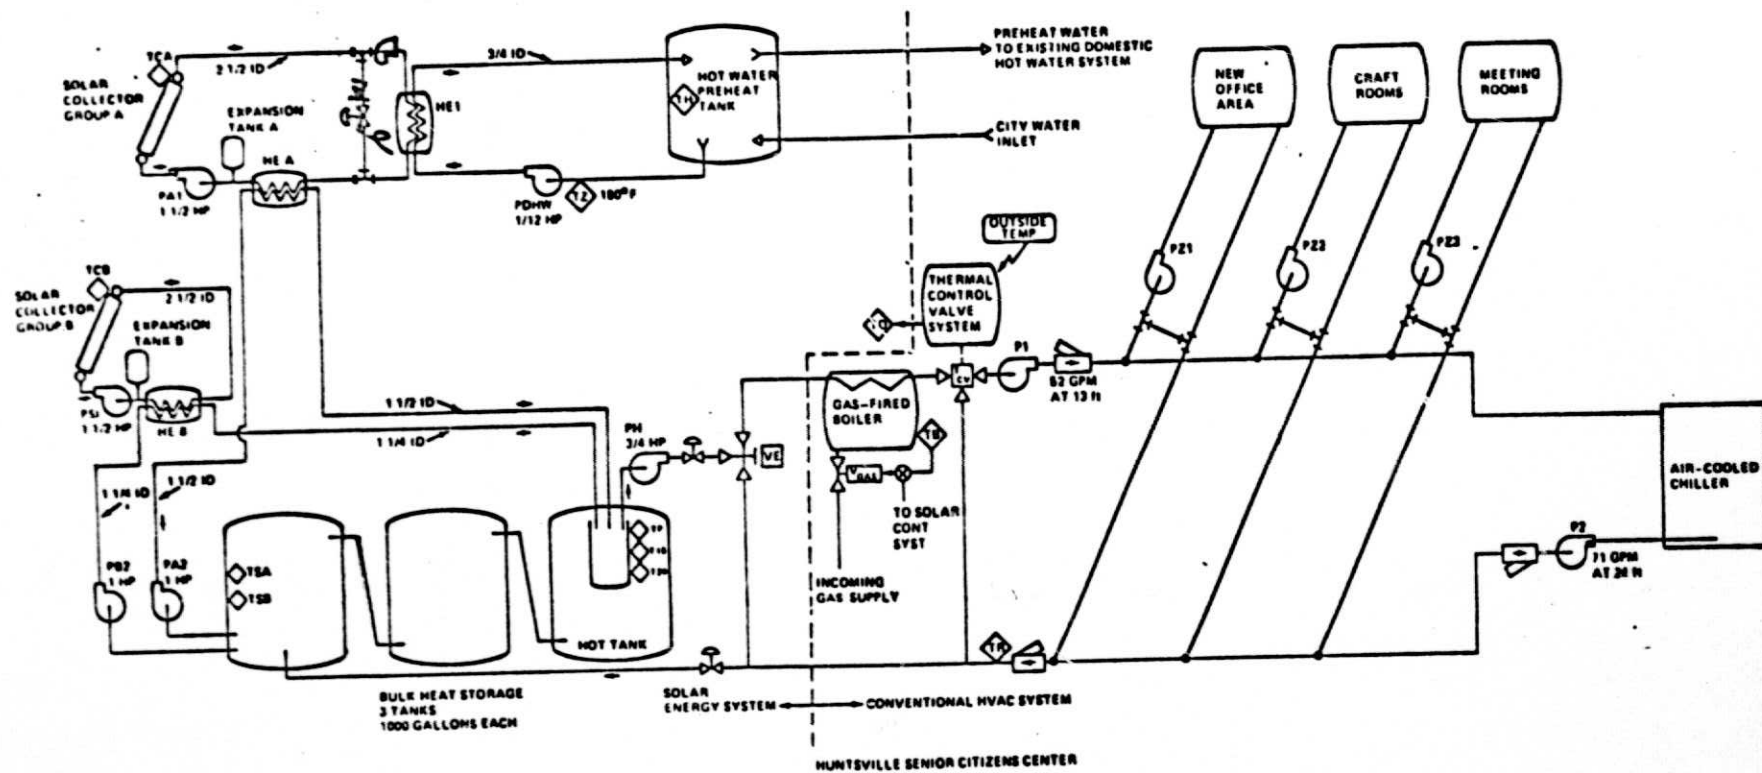 TCA
SOLAR
COLLECTOR
GROUP A
2 1/2 ID
EXPANSION
TANK A
HE A
PA1
1 1/2 HP
HE1
3/4 ID
HOT WATER
PREHEAT
TANK
TH
PDHW
1/12 HP
TZ
180°F
PREHEAT WATER
TO EXISTING DOMESTIC
HOT WATER SYSTEM
CITY WATER
INLET
NEW
OFFICE
AREA
CRAFT
ROOMS
MEETING
ROOMS
PZ1
PZ2
PZ3
OUTSIDE
TEMP
THERMAL
CONTROL
VALVE
SYSTEM
TCB
SOLAR
COLLECTOR
GROUP B
2 1/2 ID
EXPANSION
TANK B
1 1/2 HP
HE B
1 1/2 ID
1 1/4 ID
PH
3/4 HP
VE
GAS-FIRED
BOILER
TB
CV
P1
52 GPM
AT 13 ft
V GAS
TO SOLAR
CONT
SYST
INCOMING
GAS SUPPLY
AIR-COOLED
CHILLER
P2
71 GPM
AT 24 ft
1 1/4 ID
1 1/2 ID
PB2
1 HP
PA2
1 HP
TSA
TSB
HOT TANK
BULK HEAT STORAGE
3 TANKS
1000 GALLONS EACH
SOLAR
ENERGY SYSTEM
CONVENTIONAL HVAC SYSTEM
HUNTSVILLE SENIOR CITIZENS CENTER